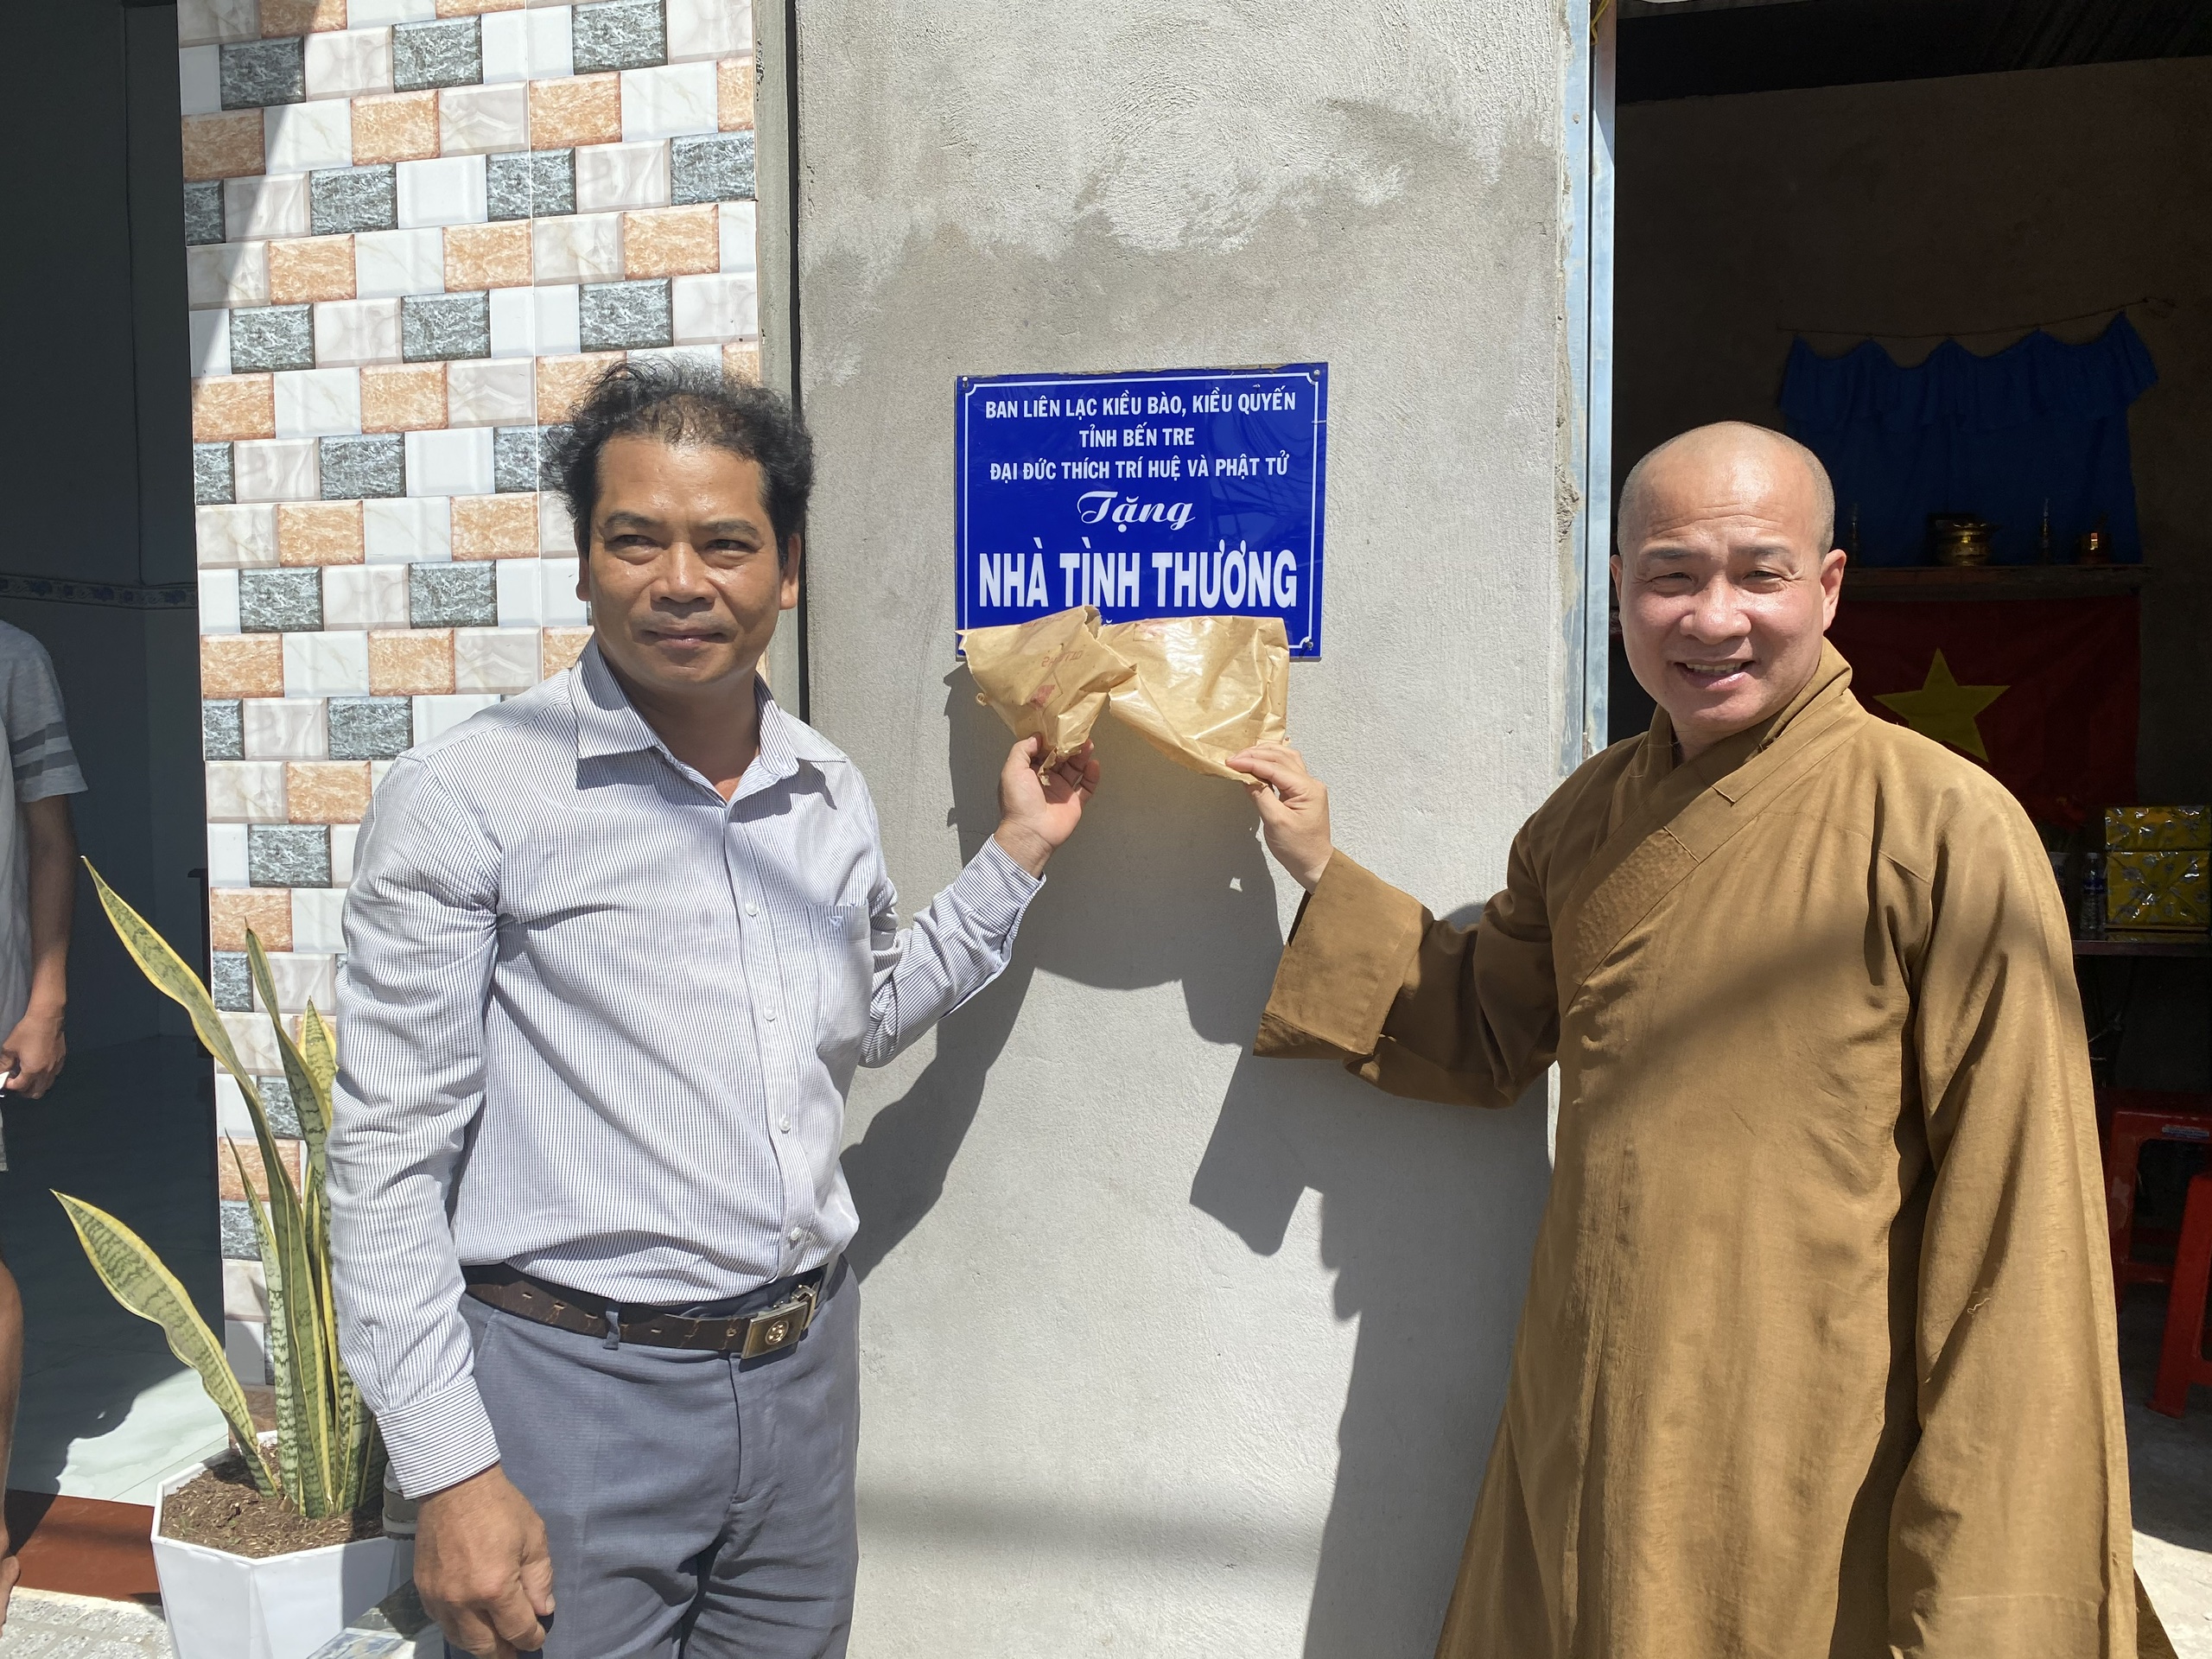 BAN LIÊN LẠC KIỀU BÀO, KIỀU QUYẾN
TỈNH BẾN TRE
ĐẠI ĐỨC THÍCH TRÍ HUỆ VÀ PHẬT TỬ
Tặng
NHÀ TÌNH THƯƠNG